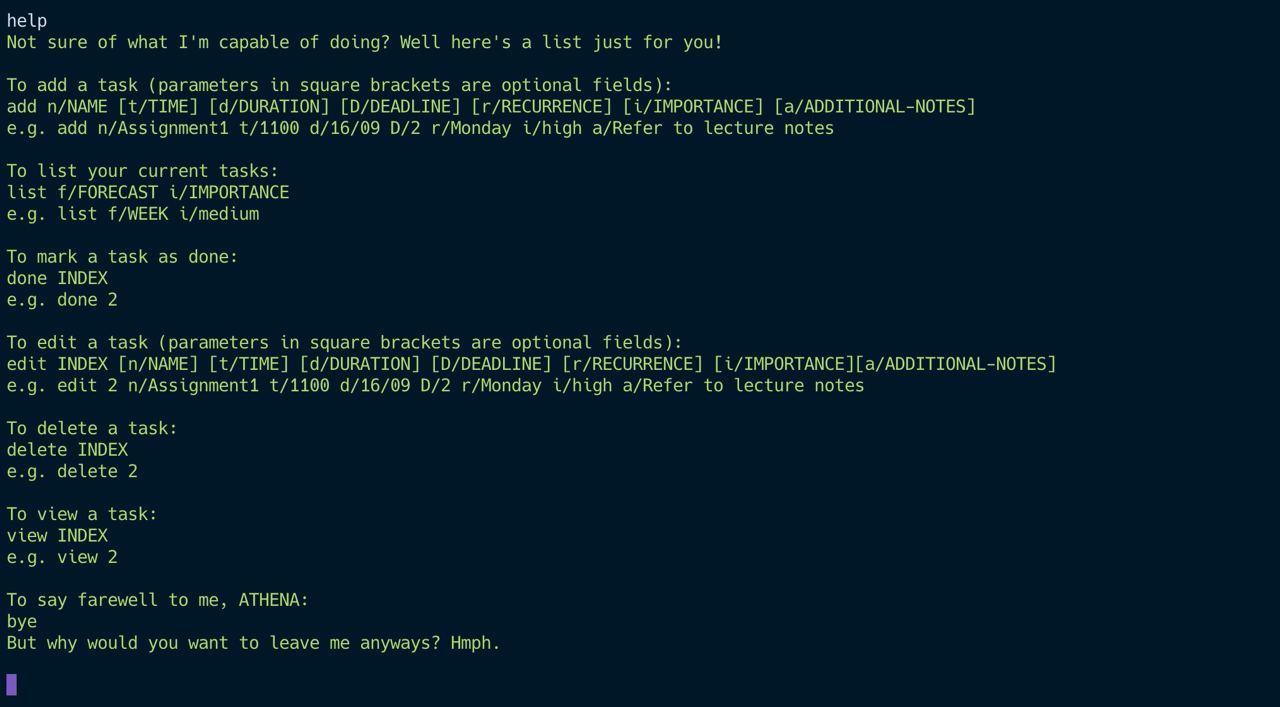 help
Not sure of what I'm capable of doing? Well here's a list just for you!
To add a task (parameters in square brackets are optional fields):
add n/NAME [t/TIME] [d/DURATION] [D/DEADLINE] [r/RECURRENCE] [i/IMPORTANCE] [a/ADDITIONAL-NOTES]
e.g. add n/Assignment1 t/1100 d/16/09 D/2 r/Monday i/high a/Refer to lecture notes
To list your current tasks:
list f/FORECAST i/IMPORTANCE
e.g. list f/WEEK i/medium
To mark a task as done:
done INDEX
e.g. done 2
To edit a task (parameters in square brackets are optional fields):
edit INDEX [n/NAME] [t/TIME] [d/DURATION] [D/DEADLINE] [r/RECURRENCE] [i/IMPORTANCE][a/ADDITIONAL-NOTES]
e.g. edit 2 n/Assignment1 t/1100 d/16/09 D/2 r/Monday i/high a/Refer to lecture notes
To delete a task:
delete INDEX
e.g. delete 2
To view a task:
view INDEX
e.g. view 2
To say farewell to me, ATHENA:
bye
But why would you want to leave me anyways? Hmph.